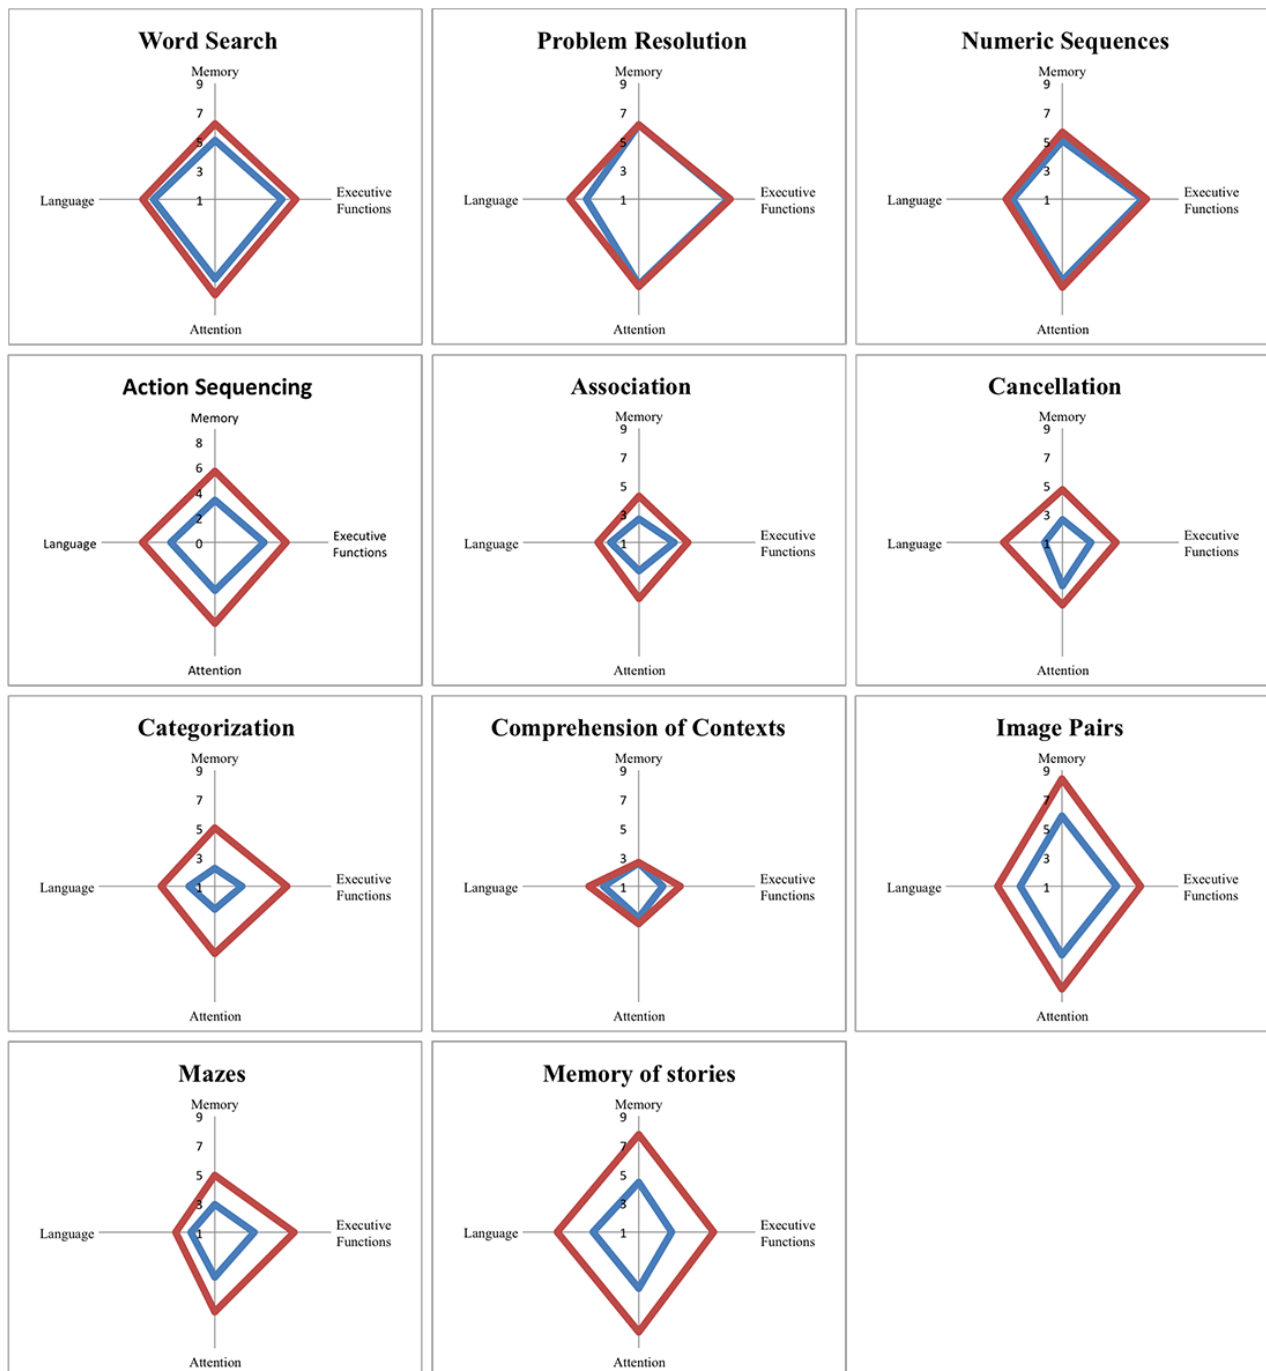 Word Search
Memory
9
7
5
3
1
Language
Executive
Functions
Attention
Problem Resolution
Memory
9
7
5
3
1
Language
Executive
Functions
Attention
Numeric Sequences
Memory
9
7
5
3
1
Language
Executive
Functions
Attention
Action Sequencing
Memory
8
6
4
2
0
Language
Executive
Functions
Attention
Association
Memory
9
7
5
3
1
Language
Executive
Functions
Attention
Cancellation
Memory
9
7
5
3
1
Language
Executive
Functions
Attention
Categorization
Memory
9
7
5
3
1
Language
Executive
Functions
Attention
Comprehension of Contexts
Memory
9
7
5
3
1
Language
Executive
Functions
Attention
Image Pairs
Memory
9
7
5
3
1
Language
Executive
Functions
Attention
Mazes
Memory
9
7
5
3
1
Language
Executive
Functions
Attention
Memory of stories
Memory
9
7
5
3
1
Language
Executive
Functions
Attention